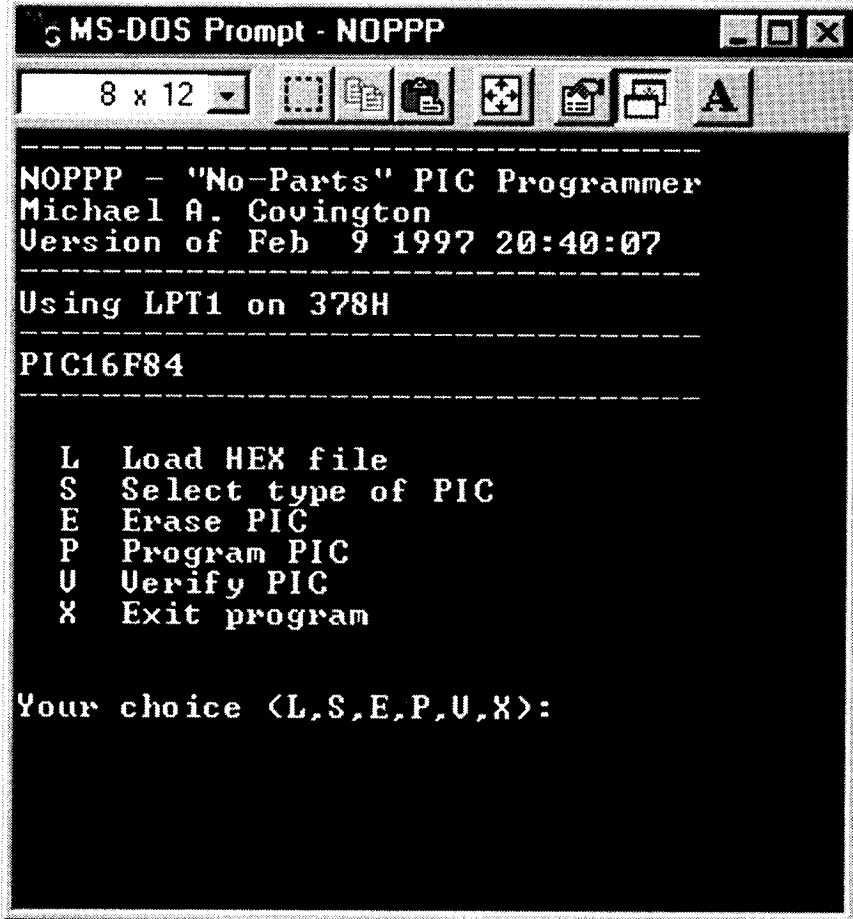 MS-DOS Prompt - NOPPP
8 x 12
A
NOPPP - "No-Parts" PIC Programmer
Michael A. Covington
Version of Feb  9 1997 20:40:07
Using LPT1 on 378H
PIC16F84
L  Load HEX file
S  Select type of PIC
E  Erase PIC
P  Program PIC
V  Verify PIC
X  Exit program
Your choice (L,S,E,P,V,X):